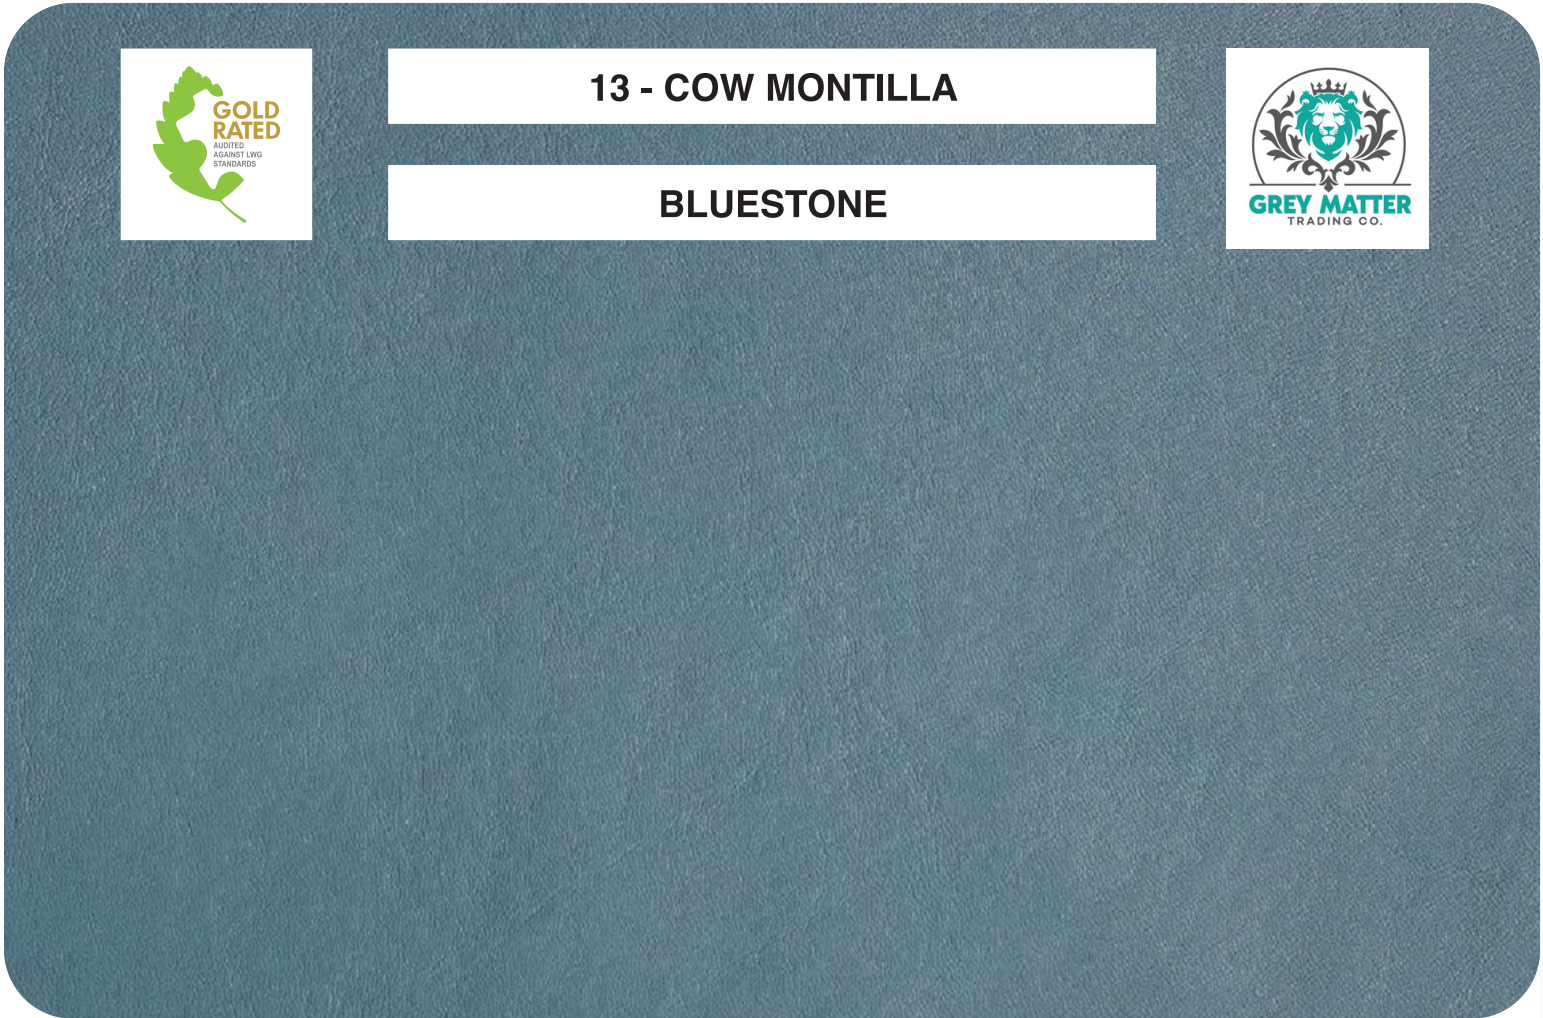 GOLD
RATED
AUDITED
AGAINST LWG
STANDARDS
13 - COW MONTILLA
BLUESTONE
GREY MATTER
TRADING CO.